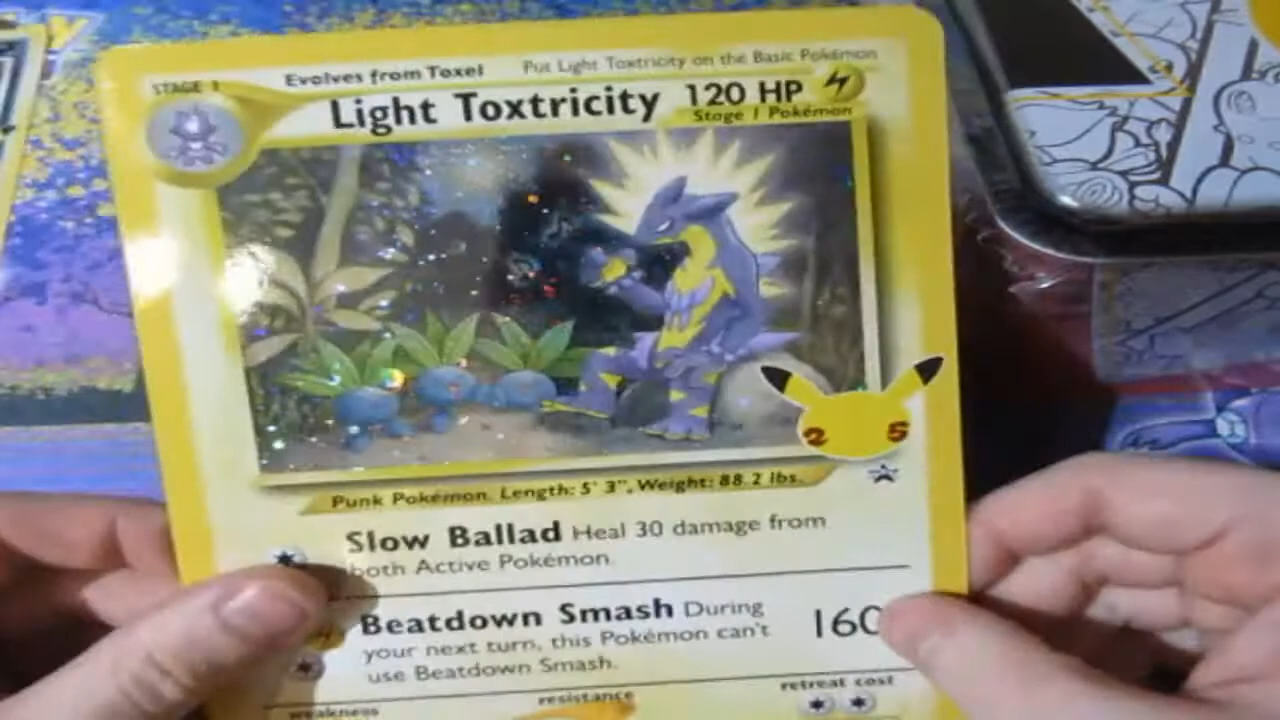 STAGE 1 Evolves from Toxel Put Light Toxtricity on the Basic Pokémon
Light Toxtricity 120 HP
Stage 1 Pokémon
25
Punk Pokémon. Length: 5' 3", Weight: 88.2 lbs.
Slow Ballad Heal 30 damage from
both Active Pokémon.
Beatdown Smash During
your next turn, this Pokémon can't
use Beatdown Smash.
160
weakness resistance retreat cost